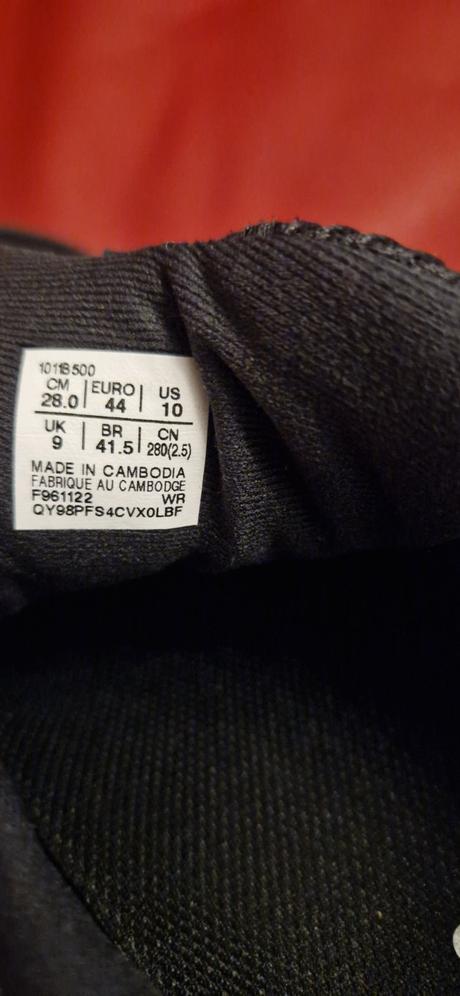 1011B500
CM 28.0 | EURO 44 | US 10
UK 9 | BR 41.5 | CN 280(2.5)
MADE IN CAMBODIA
FABRIQUE AU CAMBODGE
F961122 WR
QY98PFS4CVX0LBF